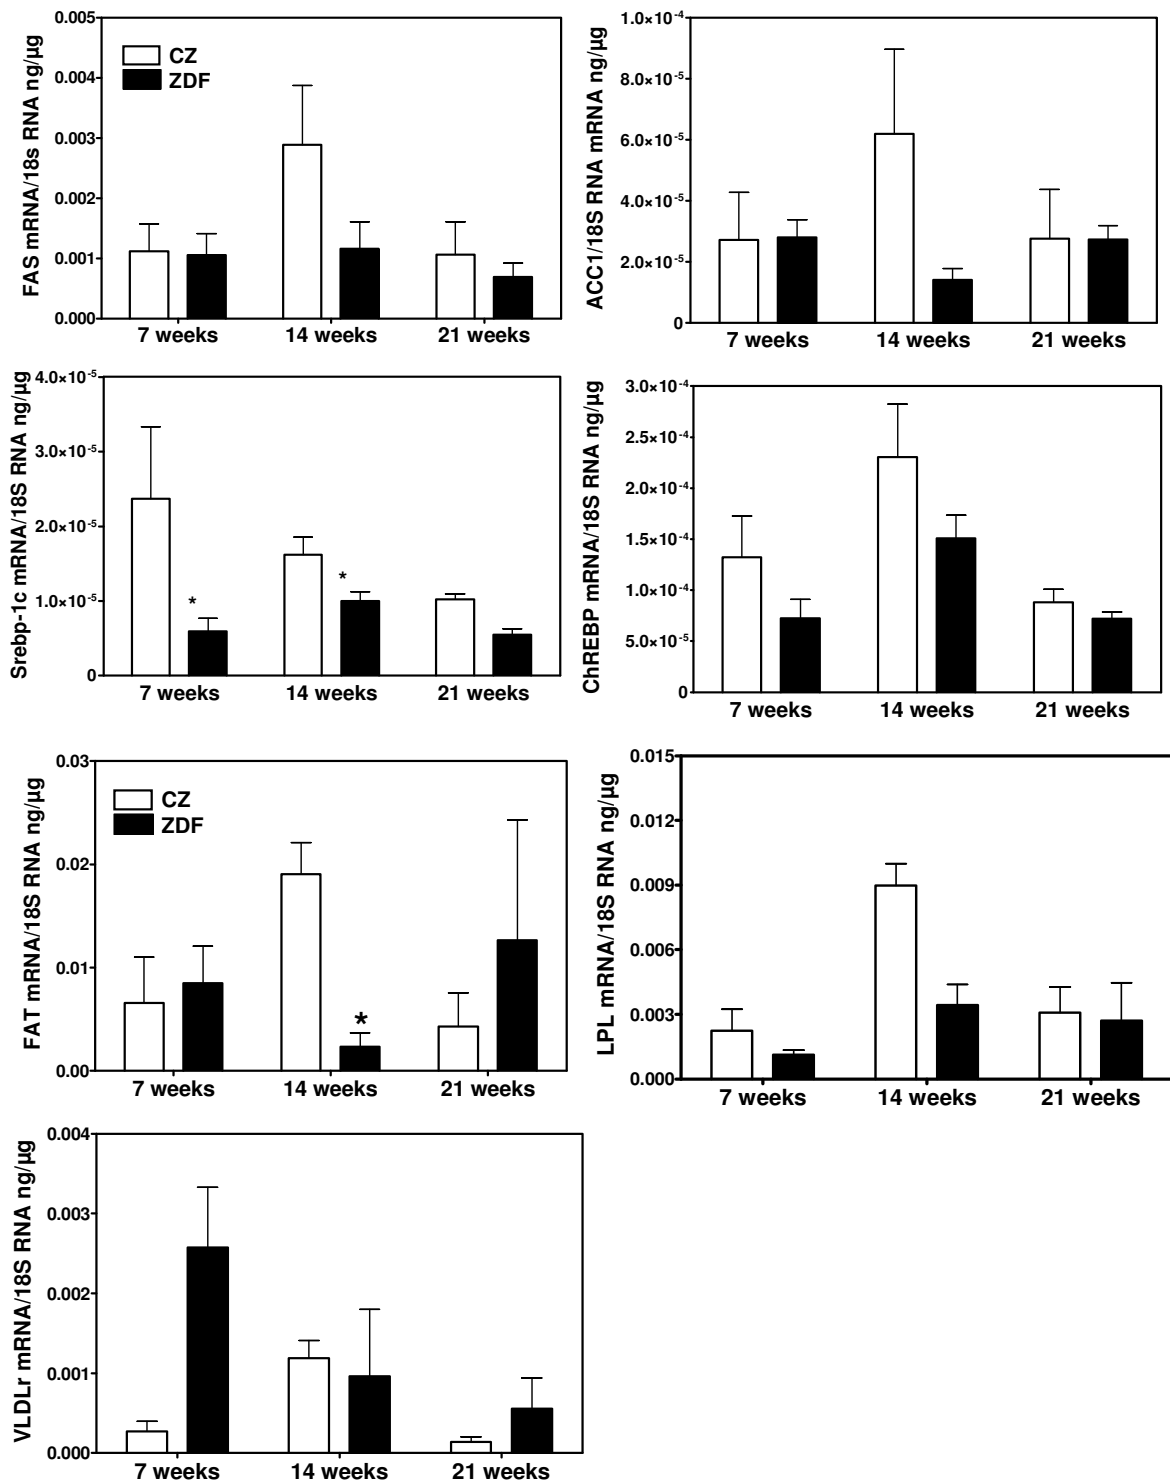 FAS mRNA/18s RNA ng/µg
0.005
0.004
0.003
0.002
0.001
0.000
CZ
ZDF
7 weeks 14 weeks 21 weeks
ACC1/18S RNA mRNA ng/µg
1.0×10-4
8.0×10-5
6.0×10-5
4.0×10-5
2.0×10-5
0
7 weeks 14 weeks 21 weeks
Srebp-1c mRNA/18S RNA ng/µg
4.0×10-5
3.0×10-5
2.0×10-5
1.0×10-5
0
*
*
7 weeks 14 weeks 21 weeks
ChREBP mRNA/18S RNA ng/µg
3.0×10-4
2.5×10-4
2.0×10-4
1.5×10-4
1.0×10-4
5.0×10-5
0
7 weeks 14 weeks 21 weeks
FAT mRNA/18S RNA ng/µg
0.03
0.02
0.01
0.00
CZ
ZDF
*
7 weeks 14 weeks 21 weeks
LPL mRNA/18S RNA ng/µg
0.015
0.012
0.009
0.006
0.003
0.000
7 weeks 14 weeks 21 weeks
VLDLr mRNA/18S RNA ng/µg
0.004
0.003
0.002
0.001
0.000
7 weeks 14 weeks 21 weeks